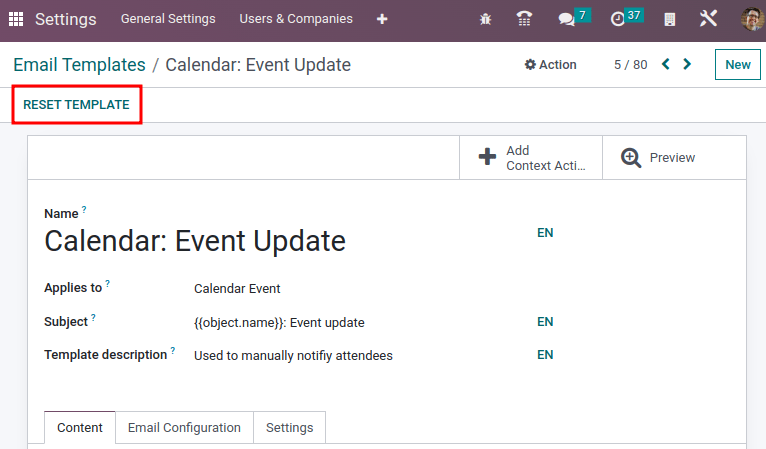 Settings General Settings Users & Companies 7 37
Email Templates / Calendar: Event Update Action 5 / 80 New
RESET TEMPLATE
Add
Context Acti... Preview
Name ?
Calendar: Event Update EN
Applies to ? Calendar Event
Subject ? {{object.name}}: Event update EN
Template description ? Used to manually notifiy attendees EN
Content Email Configuration Settings